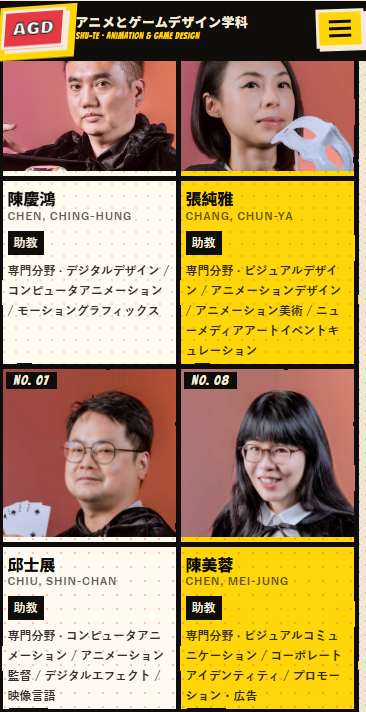 AGD
アニメとゲームデザイン学科
SHU-TE · ANIMATION & GAME DESIGN
陳慶鴻
CHEN, CHING-HUNG
助教
専門分野 · デジタルデザイン /
コンピュータアニメーション
/ モーショングラフィックス
張純雅
CHANG, CHUN-YA
助教
専門分野 · ビジュアルデザイ
ン / アニメーションデザイン
/ アニメーション美術 / ニュ
ーメディアアートイベントキ
ュレーション
NO. 07
邱士展
CHIU, SHIN-CHAN
助教
専門分野 · コンピュータアニ
メーション / アニメーション
監督 / デジタルエフェクト /
映像言語
NO. 08
陳美蓉
CHEN, MEI-JUNG
助教
専門分野 · ビジュアルコミュ
ニケーション / コーポレート
アイデンティティ / プロモー
ション・広告